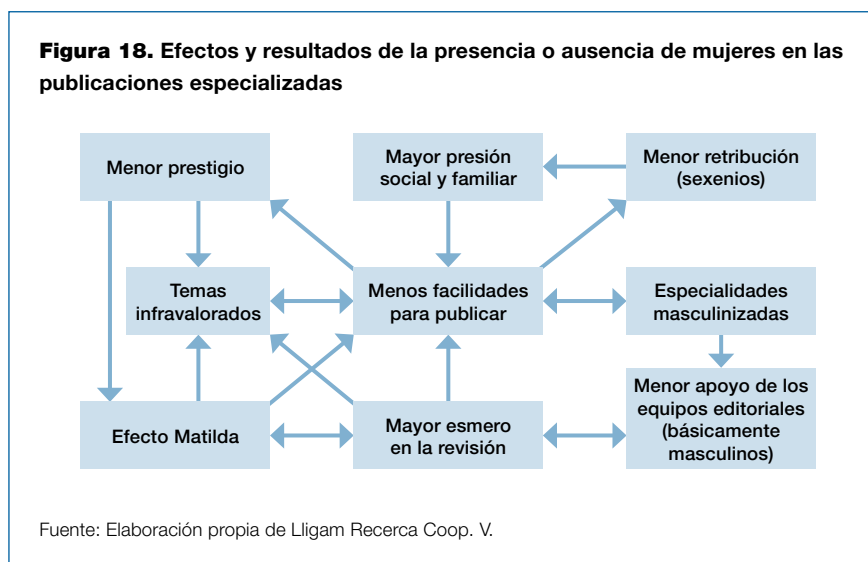 Figura 18. Efectos y resultados de la presencia o ausencia de mujeres en las
publicaciones especializadas
Menor prestigio
Mayor presión
social y familiar
Menor retribución
(sexenios)
Temas
infravalorados
Menos facilidades
para publicar
Especialidades
masculinizadas
Efecto Matilda
Mayor esmero
en la revisión
Menor apoyo de los
equipos editoriales
(básicamente
masculinos)
Fuente: Elaboración propia de Lligam Recerca Coop. V.